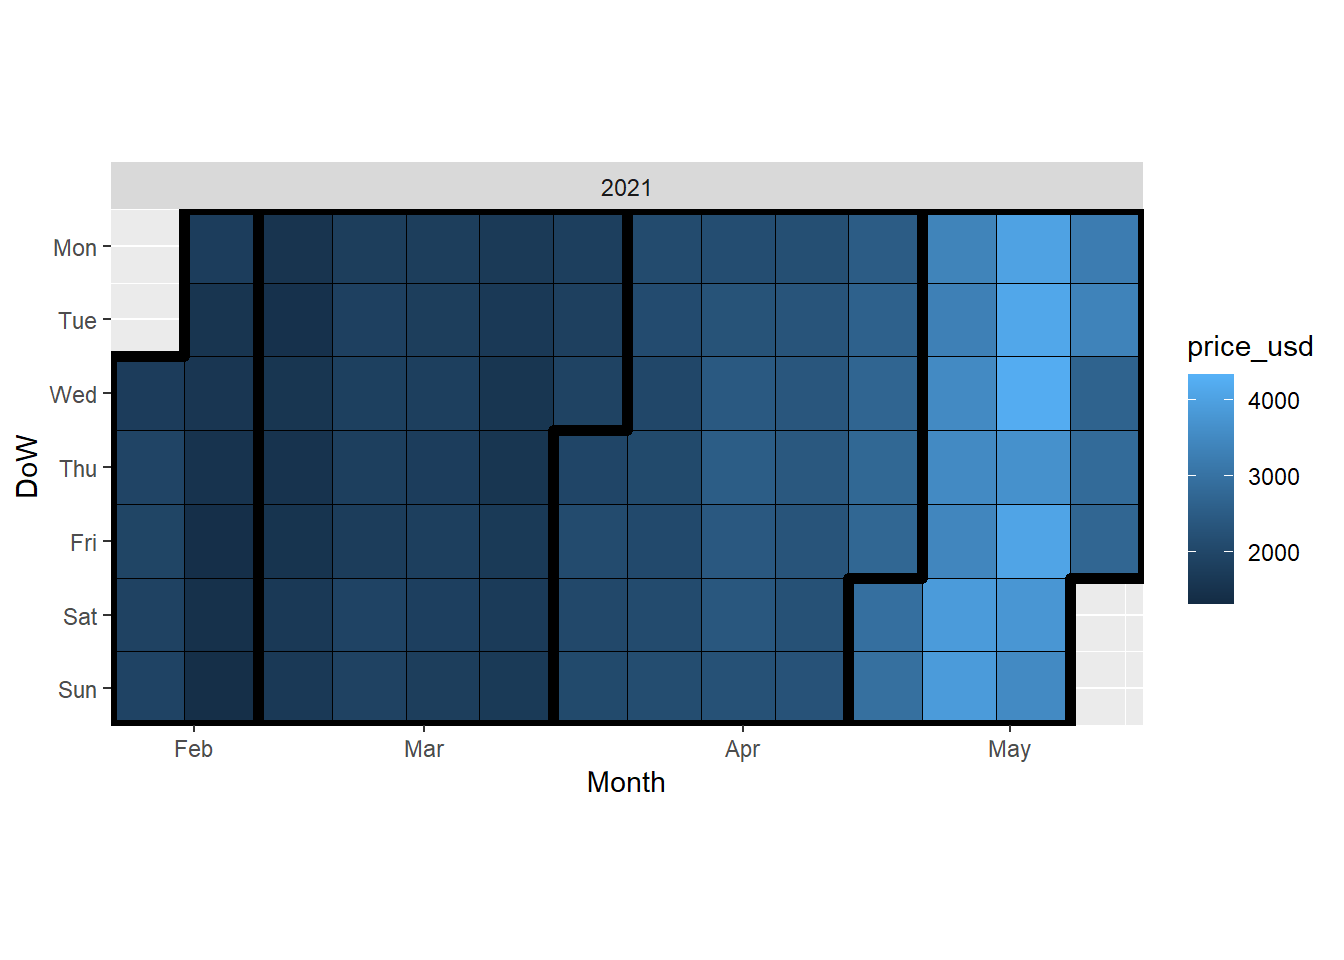 2021
Mon
Tue
Wed
Thu
Fri
Sat
Sun
DoW
Feb Mar Apr May
Month
price_usd
4000
3000
2000